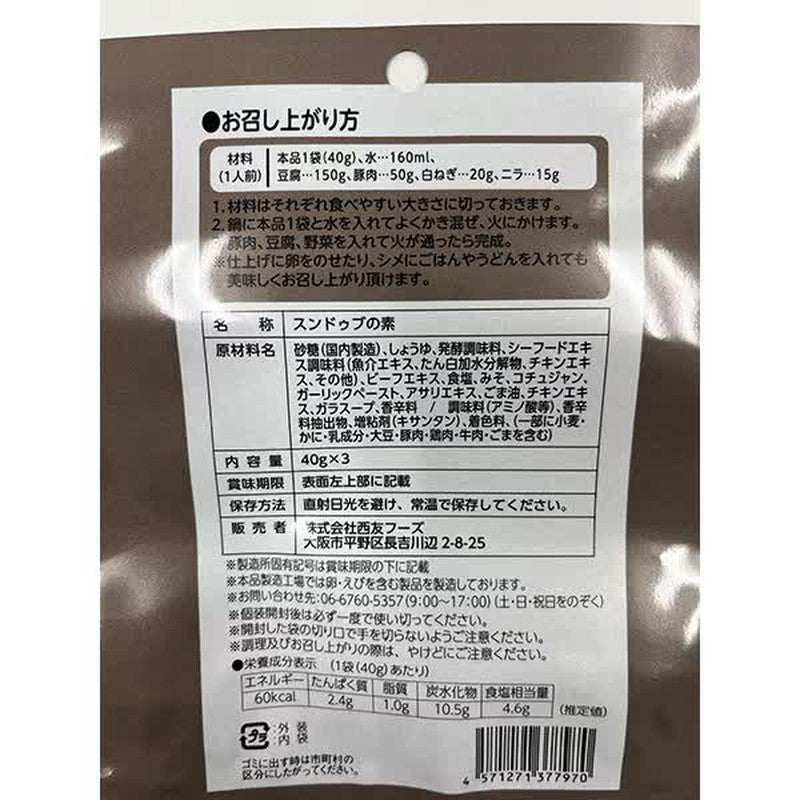 ●お召し上がり方
材料
(1人前)
本品1袋(40g)、水…160ml、
豆腐…150g、豚肉…50g、白ねぎ…20g、ニラ…15g
1. 材料はそれぞれ食べやすい大きさに切っておきます。
2. 鍋に本品1袋と水を入れてよくかき混ぜ、火にかけます。
豚肉、豆腐、野菜を入れて火が通ったら完成。
※仕上げに卵をのせたり、シメにごはんやうどんを入れても
美味しくお召し上がり頂けます。
名称 スンドゥブの素
原材料名 砂糖(国内製造)、しょうゆ、発酵調味料、シーフードエキ
ス調味料(魚介エキス、たん白加水分解物、チキンエキ
ス、その他)、ビーフエキス、食塩、みそ、コチュジャン、
ガーリックペースト、アサリエキス、ごま油、チキンエキ
ス、ガラスープ、香辛料 / 調味料(アミノ酸等)、香辛
料抽出物、増粘剤(キサンタン)、着色料、(一部に小麦・
かに・乳成分・大豆・豚肉・鶏肉・牛肉・ごまを含む)
内容量 40g×3
賞味期限 表面左上部に記載
保存方法 直射日光を避け、常温で保存してください。
販売者 株式会社西友フーズ
大阪市平野区長吉川辺 2-8-25
※製造所固有記号は賞味期限の下に記載
※本品製造工場では卵・えびを含む製品を製造しております。
※お問い合わせ先:06-6760-5357(9:00~17:00)(土・日・祝日をのぞく)
※個装開封後は必ず一度で使い切ってください。
※開封した袋の切り口で手を切らないようご注意ください。
※調理及びお召し上がりの際は、やけどにご注意ください。
●栄養成分表示 (1袋(40g)あたり)
エネルギー たんぱく質 脂質 炭水化物 食塩相当量
60kcal 2.4g 1.0g 10.5g 4.6g (推定値)
プラ
外装
内袋
ゴミに出す時は市町村の
区分にしたがってください。
4 571271 377970